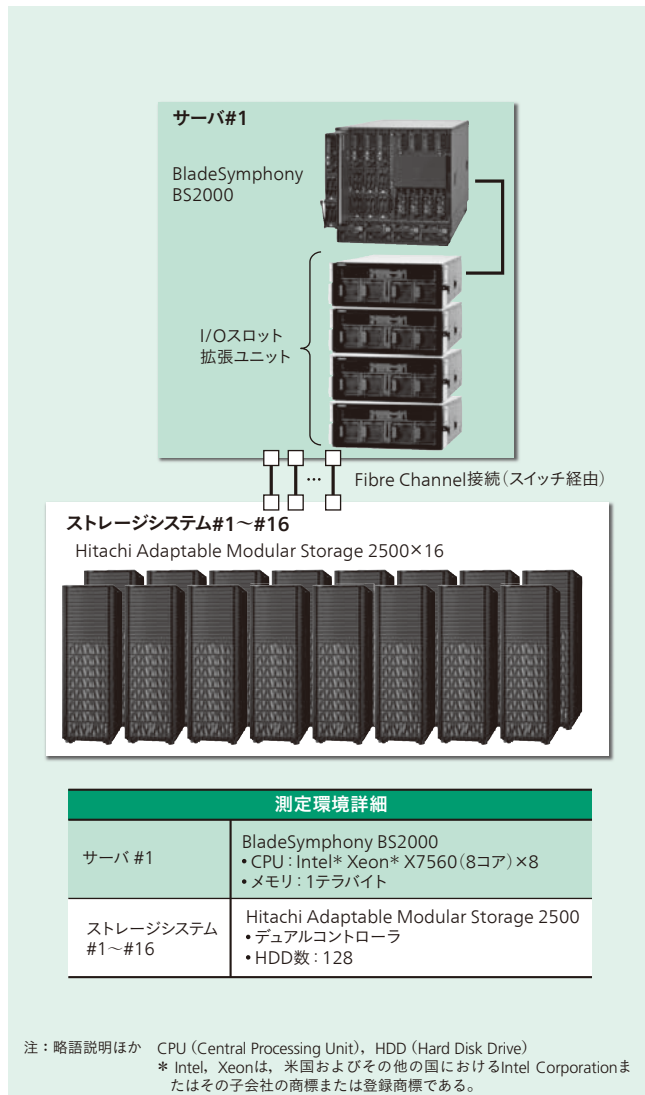 サーバ#1
BladeSymphony
BS2000
I/Oスロット
拡張ユニット
…
Fibre Channel接続（スイッチ経由）
ストレージシステム#1～#16
Hitachi Adaptable Modular Storage 2500×16
測定環境詳細
サーバ #1
BladeSymphony BS2000
•CPU：Intel* Xeon* X7560（8コア）×8
•メモリ：1テラバイト
ストレージシステム
#1～#16
Hitachi Adaptable Modular Storage 2500
•デュアルコントローラ
•HDD数：128
注：略語説明ほか　CPU（Central Processing Unit），HDD（Hard Disk Drive）
＊ Intel，Xeonは，米国およびその他の国におけるIntel Corporationま
たはその子会社の商標または登録商標である。